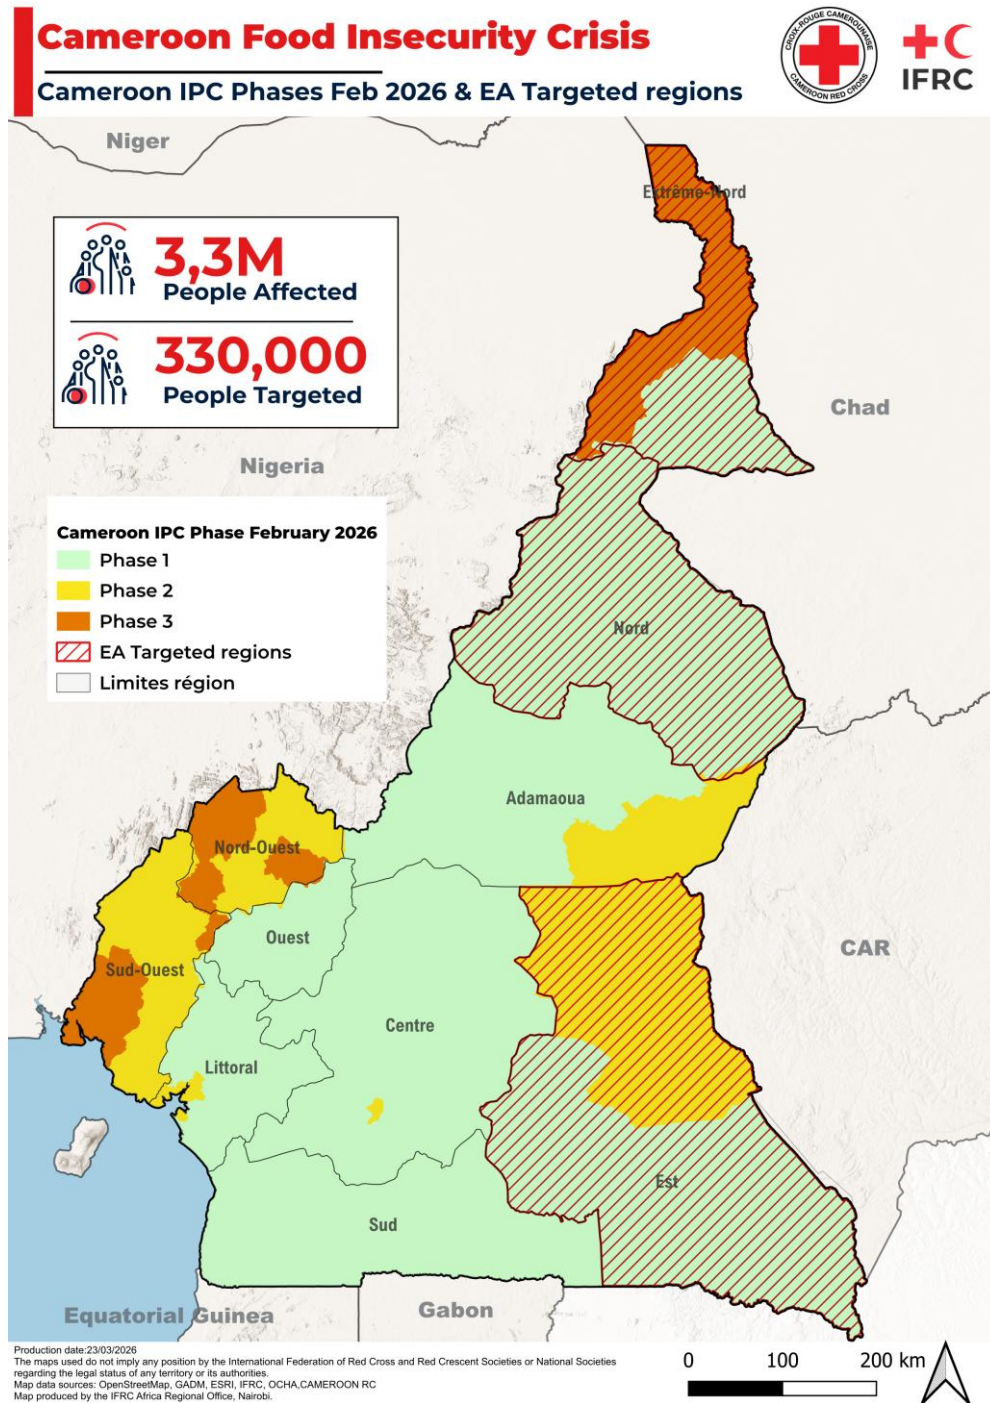 Cameroon Food Insecurity Crisis
Cameroon IPC Phases Feb 2026 & EA Targeted regions
CROIX-ROUGE CAMEROUNAISE
CAMEROON RED CROSS
IFRC
Niger
Extrême-Nord
3,3M
People Affected
330,000
People Targeted
Chad
Nigeria
Cameroon IPC Phase February 2026
Phase 1
Phase 2
Phase 3
EA Targeted regions
Limites région
Nord
Adamaoua
Nord-Ouest
Ouest
CAR
Sud-Ouest
Centre
Littoral
Est
Sud
Equatorial Guinea
Gabon
Production date:23/03/2026
The maps used do not imply any position by the International Federation of Red Cross and Red Crescent Societies or National Societies
regarding the legal status of any territory or its authorities.
Map data sources: OpenStreetMap, GADM, ESRI, IFRC, OCHA,CAMEROON RC
Map produced by the IFRC Africa Regional Office, Nairobi.
0 100 200 km